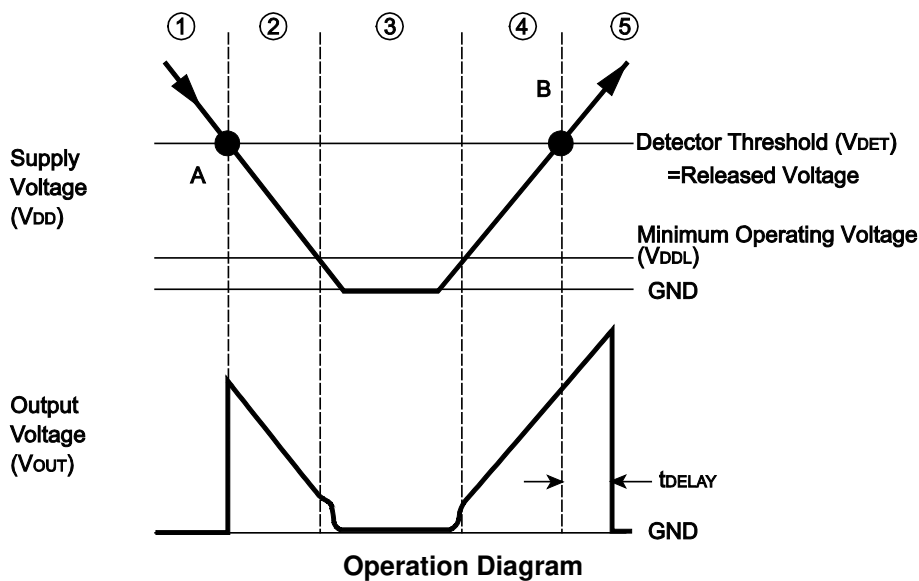 ① ② ③ ④ ⑤
B
A
Supply
Voltage
(VDD)
Detector Threshold (VDET)
=Released Voltage
Minimum Operating Voltage
(VDDL)
GND
Output
Voltage
(VOUT)
tDELAY
GND
Operation Diagram